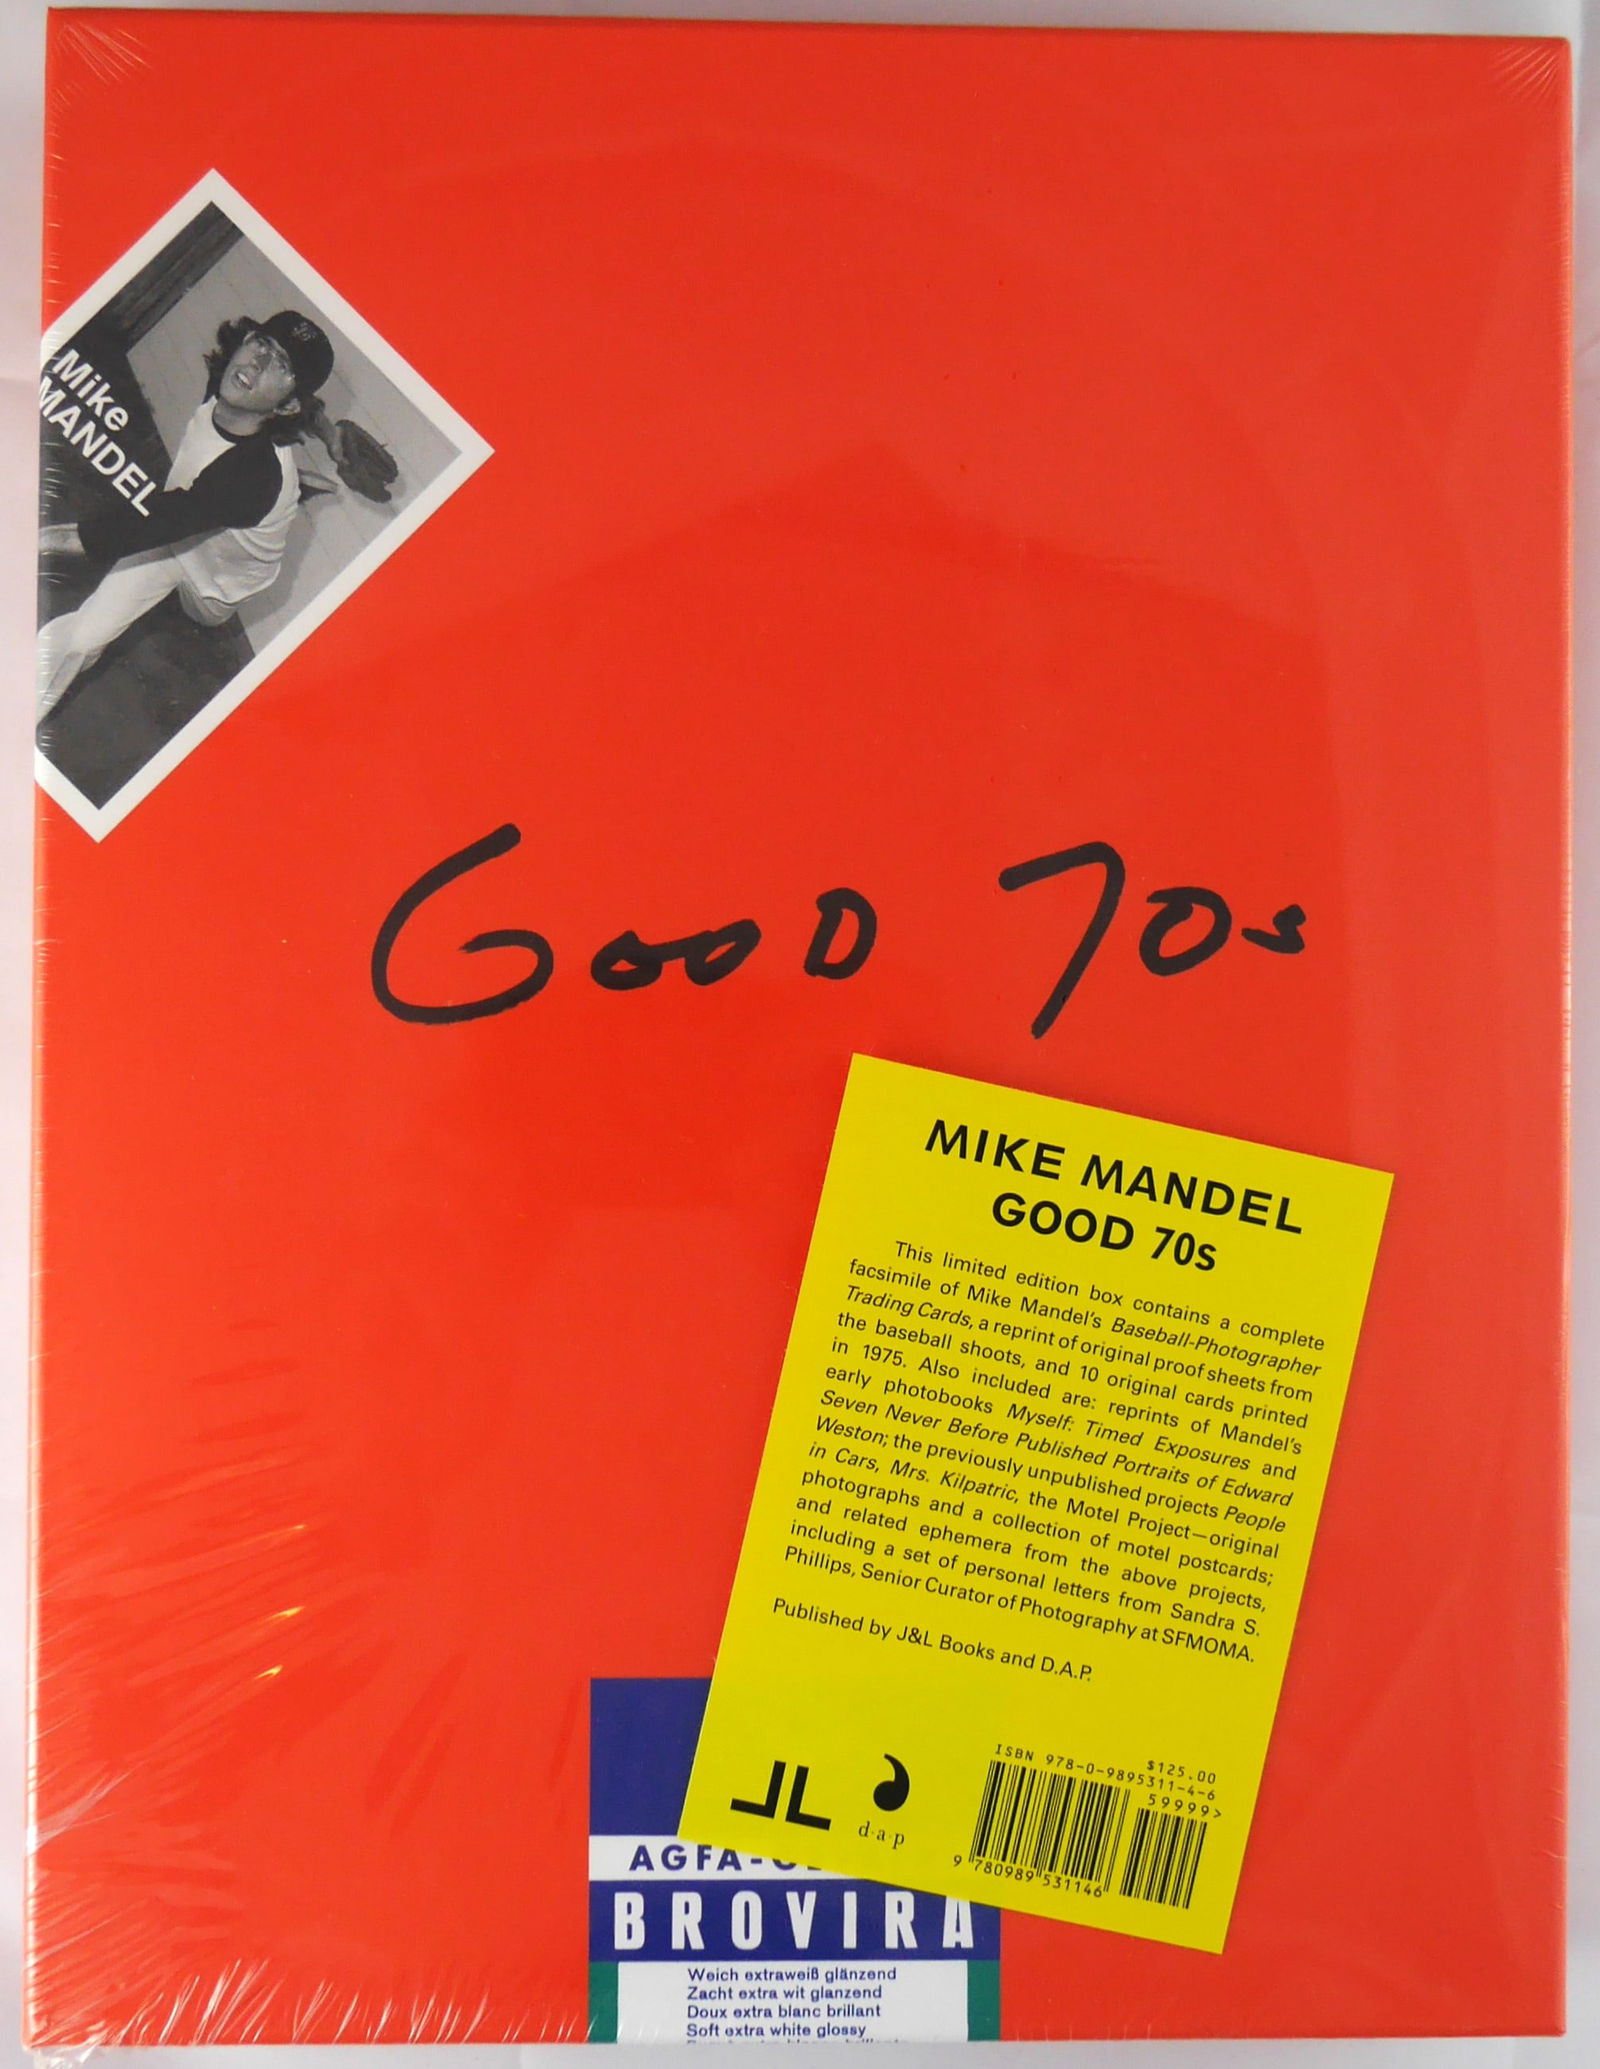 Mike
MANDEL
GOOD 70s
MIKE MANDEL
GOOD 70s
This limited edition box contains a complete
facsimile of Mike Mandel's Baseball-Photographer
Trading Cards, a reprint of original proof sheets from
the baseball shoots, and 10 original cards printed
in 1975. Also included are: reprints of Mandel's
early photobooks Myself: Timed Exposures and
Seven Never Before Published Portraits of Edward
Weston; the previously unpublished projects People
in Cars, Mrs. Kilpatric, the Motel Project—original
photographs and a collection of motel postcards;
and related ephemera from the above projects,
including a set of personal letters from Sandra S.
Phillips, Senior Curator of Photography at SFMOMA.
Published by J&L Books and D.A.P.
JL
d·a·p
$125.00
ISBN 978-0-9895311-4-6
59999>
9 780989 531146
AGFA-
BROVIRA
Weich extraweiß glänzend
Zacht extra wit glanzend
Doux extra blanc brillant
Soft extra white glossy